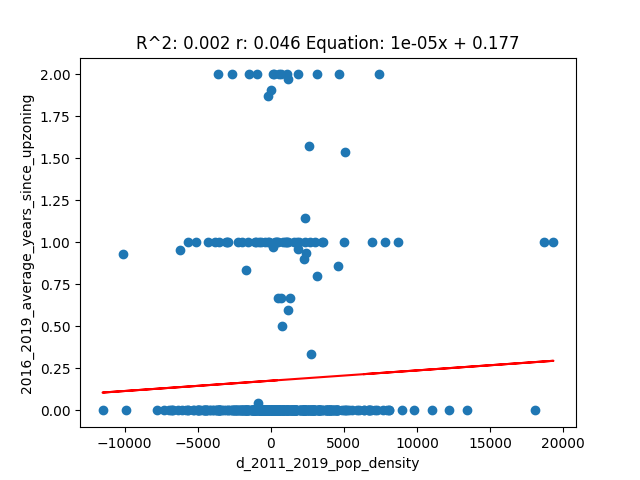 R^2: 0.002 r: 0.046 Equation: 1e-05x + 0.177
2016_2019_average_years_since_upzoning
2.00
1.75
1.50
1.25
1.00
0.75
0.50
0.25
0.00
−10000 −5000 0 5000 10000 15000 20000
d_2011_2019_pop_density